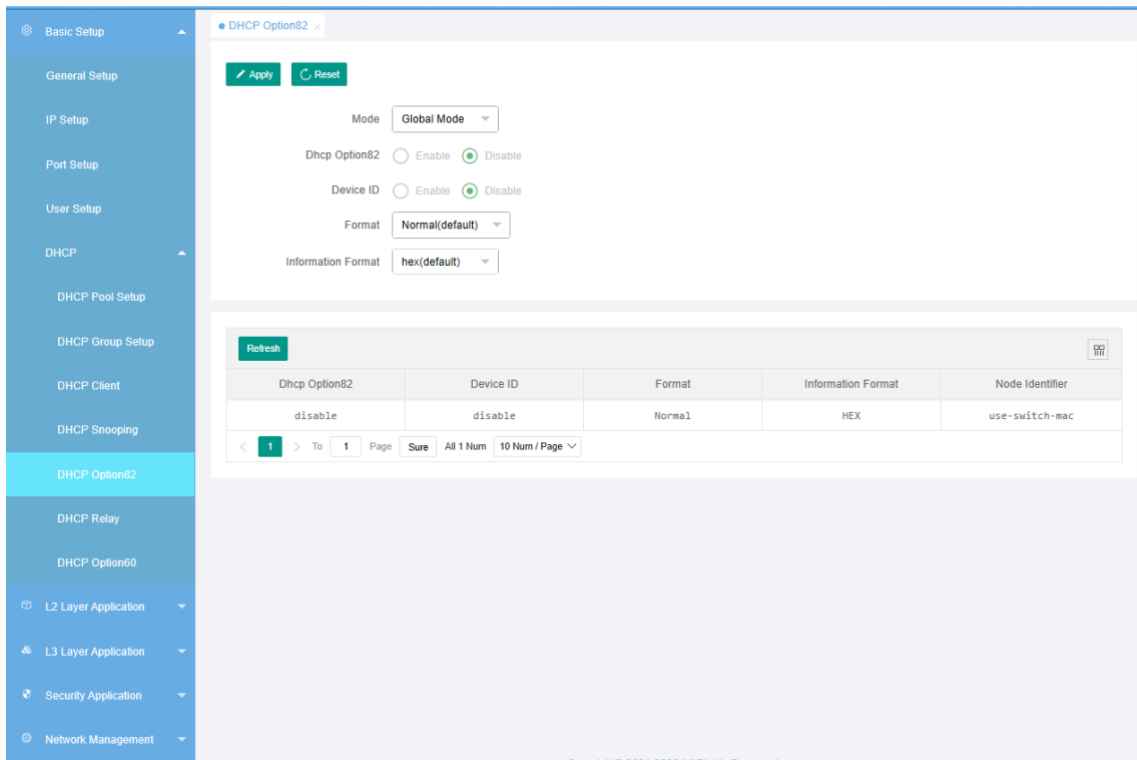 Basic Setup
General Setup
IP Setup
Port Setup
User Setup
DHCP
DHCP Pool Setup
DHCP Group Setup
DHCP Client
DHCP Snooping
DHCP Option82
DHCP Relay
DHCP Option60
L2 Layer Application
L3 Layer Application
Security Application
Network Management
DHCP Option82 ×
Apply Reset
Mode Global Mode
Dhcp Option82 Enable Disable
Device ID Enable Disable
Format Normal(default)
Information Format hex(default)
Refresh
Dhcp Option82 Device ID Format Information Format Node Identifier
disable disable Normal HEX use-switch-mac
< 1 > To 1 Page Sure All 1 Num 10 Num / Page